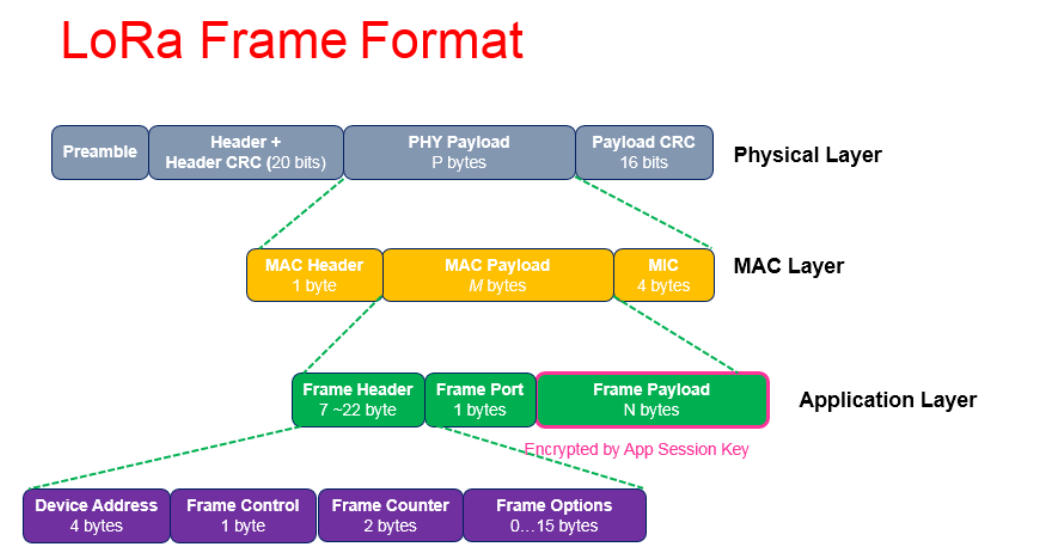 LoRa Frame Format
Preamble
Header +
Header CRC (20 bits)
PHY Payload
P bytes
Payload CRC
16 bits
Physical Layer
MAC Header
1 byte
MAC Payload
M bytes
MIC
4 bytes
MAC Layer
Frame Header
7 ~22 byte
Frame Port
1 bytes
Frame Payload
N bytes
Application Layer
Encrypted by App Session Key
Device Address
4 bytes
Frame Control
1 byte
Frame Counter
2 bytes
Frame Options
0...15 bytes